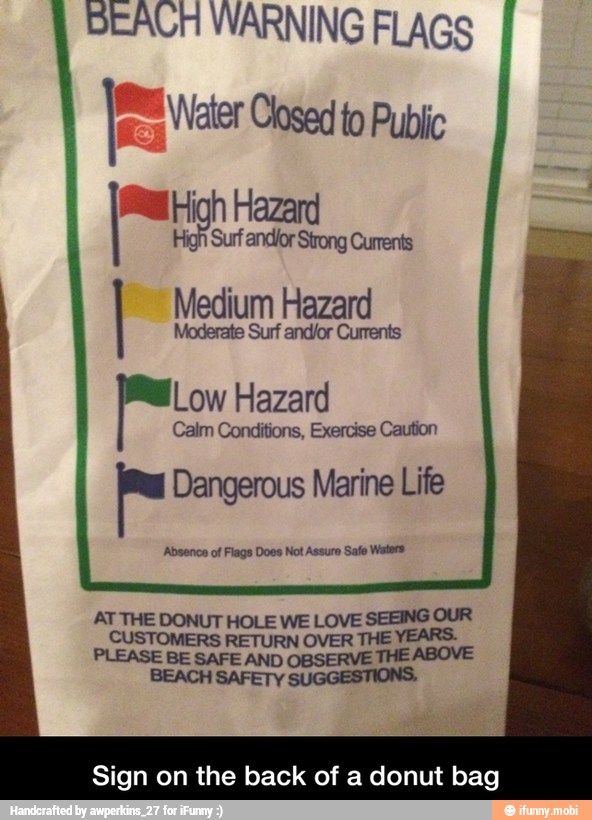 BEACH WARNING FLAGS
Water Closed to Public
High Hazard
High Surf and/or Strong Currents
Medium Hazard
Moderate Surf and/or Currents
Low Hazard
Calm Conditions, Exercise Caution
Dangerous Marine Life
Absence of Flags Does Not Assure Safe Waters
AT THE DONUT HOLE WE LOVE SEEING OUR
CUSTOMERS RETURN OVER THE YEARS.
PLEASE BE SAFE AND OBSERVE THE ABOVE
BEACH SAFETY SUGGESTIONS.
Sign on the back of a donut bag
Handcrafted by awperkins_27 for iFunny :)
ifunny.mobi